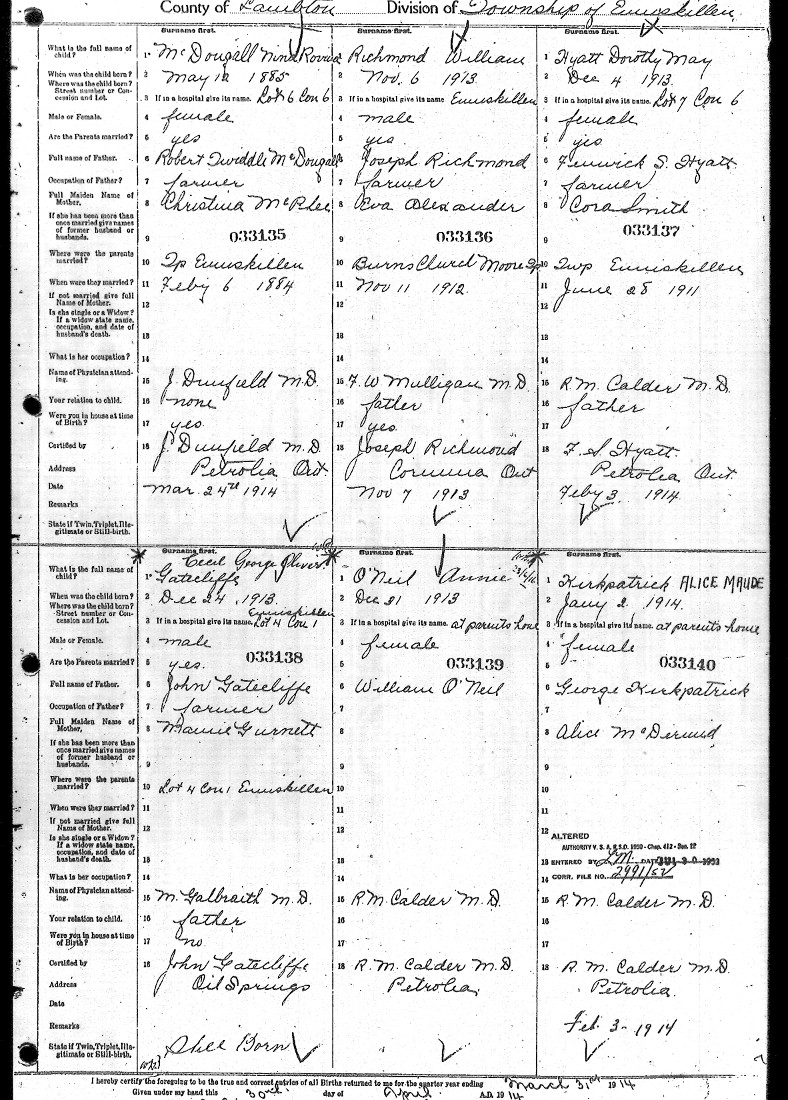 County of Lambton Division of Township of Enniskillen
Surname first. Surname first. Surname first.
What is the full name of child? 1 McDougall Nina 1 Richmond William 1 Hyatt Dorothy May
When was the child born? 2 May 1885 2 Nov. 6 1913 2 Dec 4 1913
Where was the child born? Street number or Concession and Lot. 3 If in a hospital give its name. Lot 6 Con 6 3 If in a hospital give its name Enniskillen 3 If in a hospital give its name. Lot 7 Con 6
Male or Female. 4 female 4 male 4 female
Are the Parents married? 5 yes 5 yes 5 yes
Full name of Father. 6 Robert Twiddle McDougall 6 Joseph Richmond 6 Fenwick S. Hyatt
Occupation of Father? 7 farmer 7 farmer 7 farmer
Full Maiden Name of Mother. 8 Christina McPhee 8 Eva Alexander 8 Cora Smith
If she has been more than once married give names of former husband or husbands. 9 033135 9 033136 9 033137
Where were the parents married? 10 Tp Enniskillen 10 Burns Church Moore Tp 10 Twp Enniskillen
When were they married? 11 Feby 6 1884 11 Nov 11 1912 11 June 28 1911
If not married give full Name of Mother. 12 12 12
Is she single or a Widow? If a widow state name, occupation, and date of husband's death. 13 13 13
What is her occupation? 14 14 14
Name of Physician attending. 15 J. Dunfield M.D. 15 F. W Mulligan M.D. 15 R.M. Calder M.D.
Your relation to child. 16 none 16 father 16 father
Were you in house at time of Birth? 17 yes 17 yes 17
Certified by 18 J. Dunfield M.D. 18 Joseph Richmond 18 F. S. Hyatt
Address Petrolia Ont. Corunna Ont Petrolia Ont.
Date Mar. 24th 1914 Nov 7 1913 Feby 3 1914
Remarks
State if Twin, Triplet, Illegitimate or Still-birth.
Surname first. Surname first. Surname first.
Cecil George Oliver
What is the full name of child? 1 Gatecliffe 1 O'Neil Annie 1 Kirkpatrick ALICE MAUDE
When was the child born? 2 Dec 24 1913 2 Dec 31 1913 2 Jany 2, 1914.
Where was the child born? Street number or Concession and Lot. 3 If in a hospital give its name. Enniskillen Lot 4 Con 1 3 If in a hospital give its name. at parents home 3 If in a hospital give its name. at parents home
Male or Female. 4 male 4 female 4 female
Are the Parents married? 5 yes. 033138 5 033139 5 033140
Full name of Father. 6 John Gatecliffe 6 William O'Neil 6 George Kirkpatrick
Occupation of Father? 7 farmer 7 7
Full Maiden Name of Mother, 8 Mamie Gurnett 8 8 Alice McDermid
If she has been more than once married give names of former husband or husbands. 9 9 9
Where were the parents married? 10 Lot 4 Con 1 Enniskillen 10 10
When were they married? 11 11 11
If not married give full Name of Mother. 12 12 12 ALTERED
AUTHORITY V. S. A. R.S.O. 1950 - Chap. 412 - Sec.
Is she single or a Widow? If a widow state name, occupation, and date of husband's death. 13 13 13 ENTERED BY L.M. DATE
What is her occupation? 14 14 14 CORR. FILE NO. 2991/52
Name of Physician attending. 15 M. Galbraith M.D. 15 R.M. Calder M.D. 15 R.M. Calder M.D.
Your relation to child. 16 father 16 16
Were you in house at time of Birth? 17 no 17 17
Certified by 18 John Gatecliffe 18 R.M. Calder M.D. 18 R.M. Calder M.D.
Address Oil Springs Petrolia. Petrolia.
Date
Remarks Feb. 3 - 1914
State if Twin, Triplet, Illegitimate or Still-birth. Still Born
I hereby certify the foregoing to be the true and correct entries of all Births returned to me for the quarter year ending March 31st 1914
Given under my hand this 30th day of April A.D. 1914